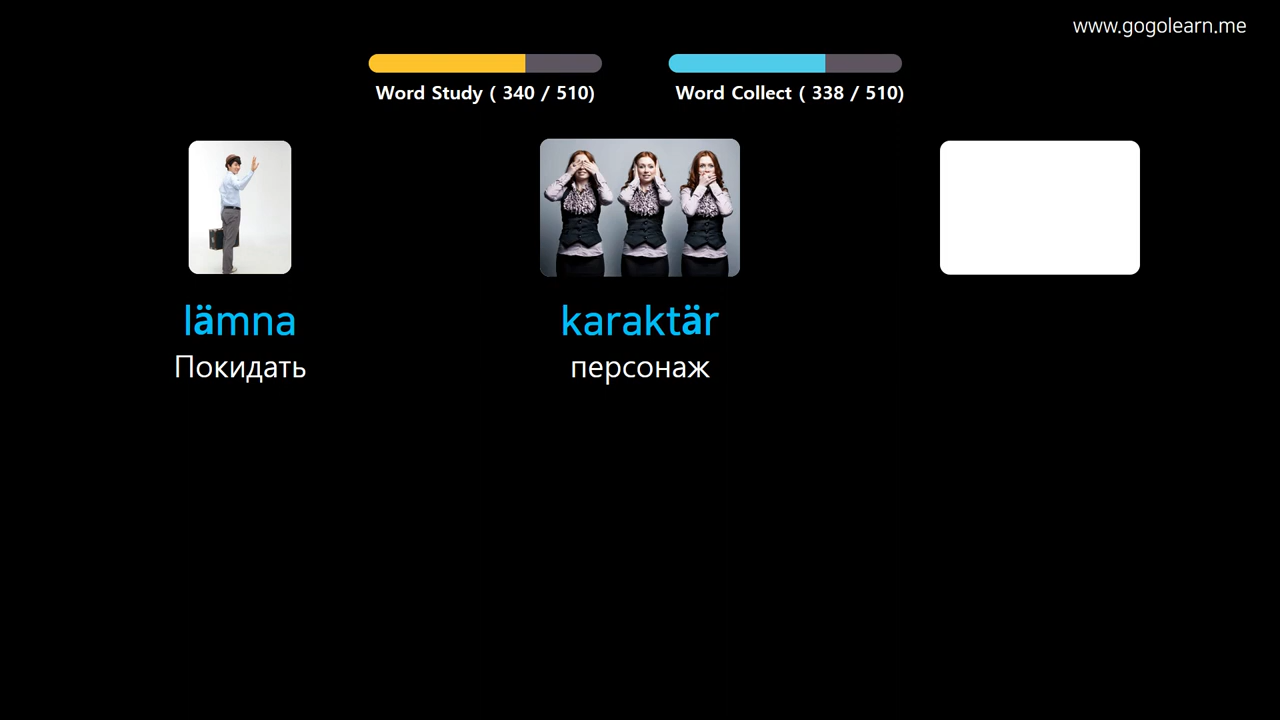 www.gogolearn.me
Word Study ( 340 / 510)
Word Collect ( 338 / 510)
lämna
karaktär
Покидать
персонаж